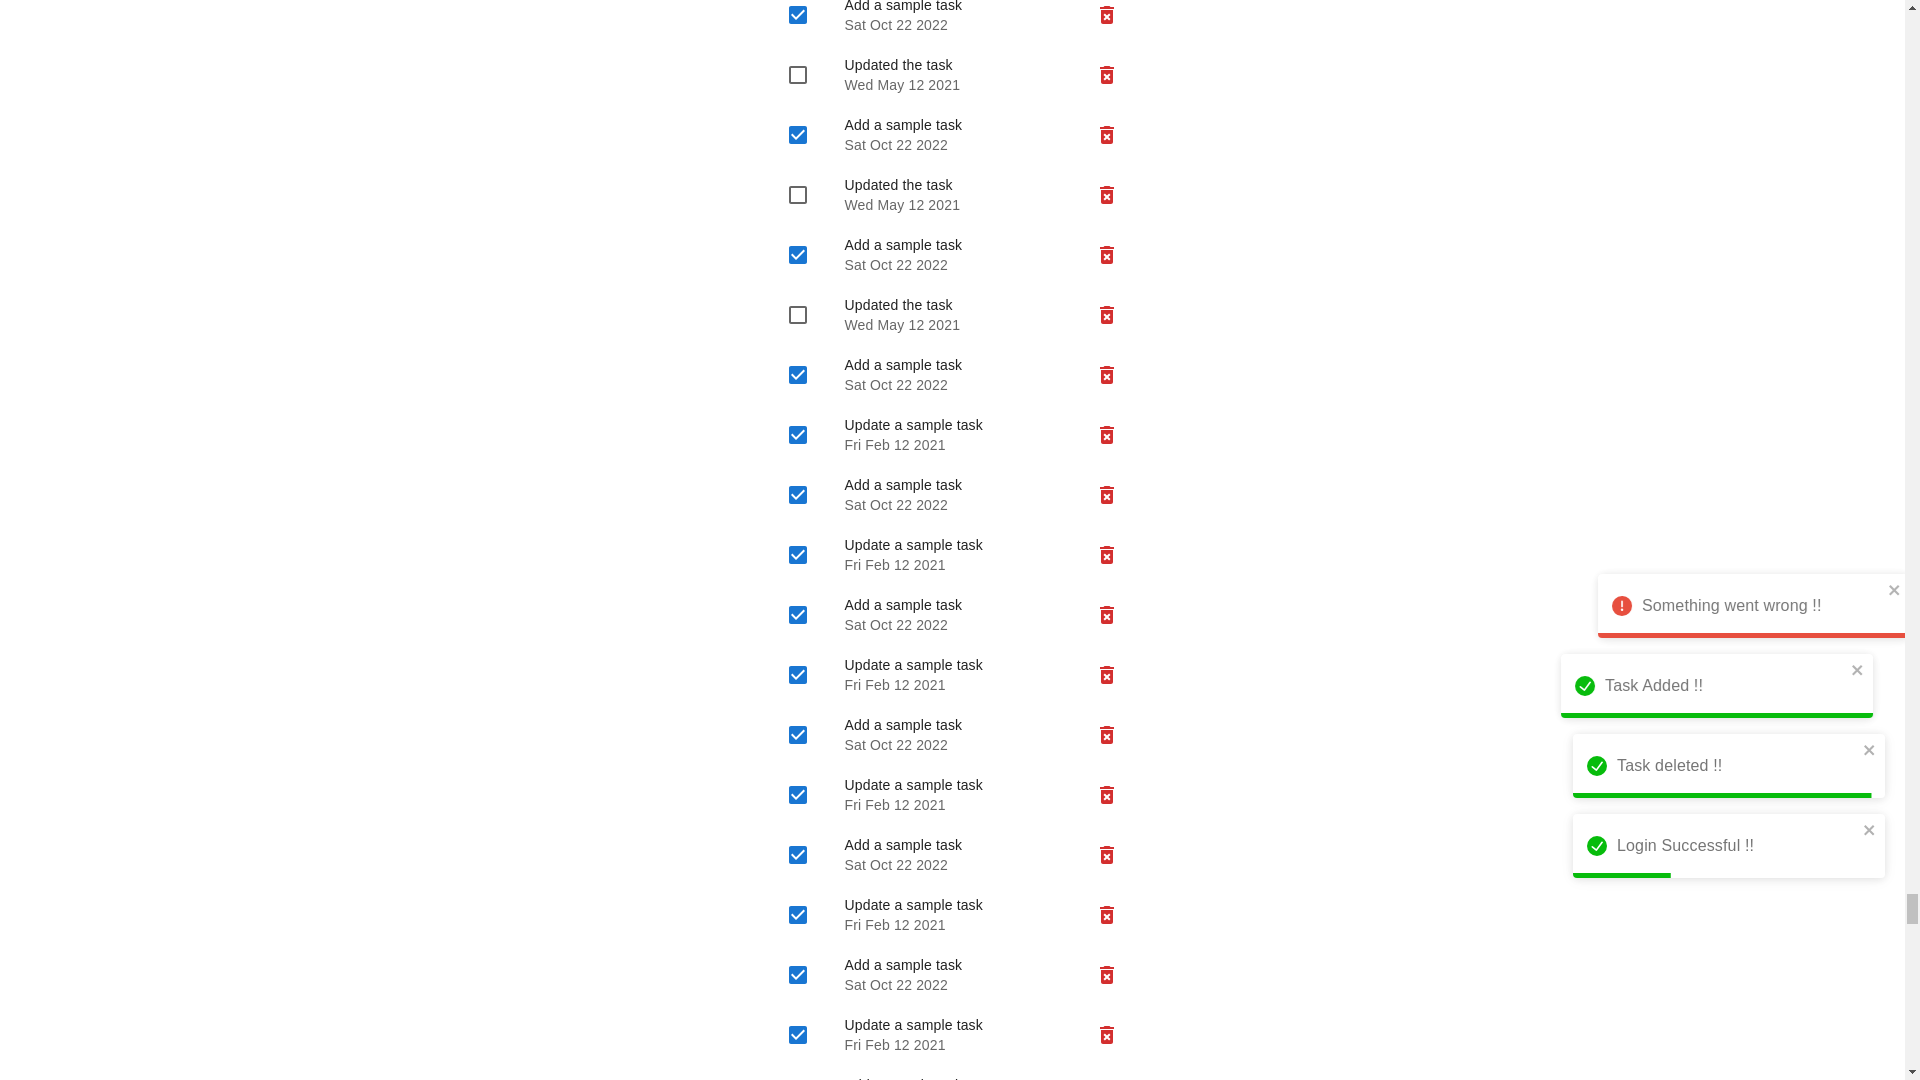 Add a sample task
Sat Oct 22 2022
Updated the task
Wed May 12 2021
Add a sample task
Sat Oct 22 2022
Updated the task
Wed May 12 2021
Add a sample task
Sat Oct 22 2022
Updated the task
Wed May 12 2021
Add a sample task
Sat Oct 22 2022
Update a sample task
Fri Feb 12 2021
Add a sample task
Sat Oct 22 2022
Update a sample task
Fri Feb 12 2021
Add a sample task
Sat Oct 22 2022
Update a sample task
Fri Feb 12 2021
Add a sample task
Sat Oct 22 2022
Update a sample task
Fri Feb 12 2021
Add a sample task
Sat Oct 22 2022
Update a sample task
Fri Feb 12 2021
Add a sample task
Sat Oct 22 2022
Update a sample task
Fri Feb 12 2021
Something went wrong !!
Task Added !!
Task deleted !!
Login Successful !!